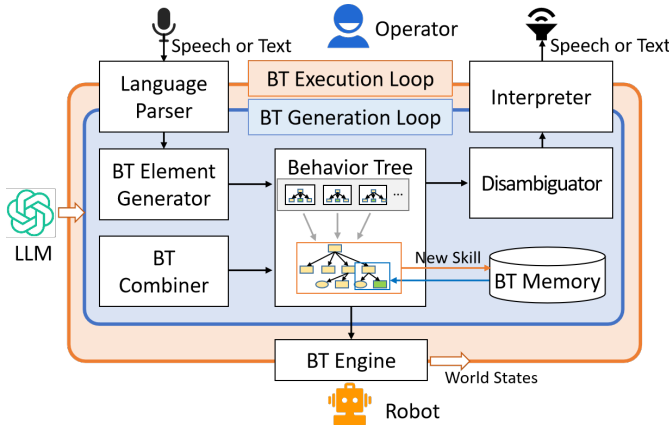 Speech or Text
Operator
Speech or Text
Language
Parser
BT Execution Loop
BT Generation Loop
Interpreter
BT Element
Generator
Behavior Tree
...
Disambiguator
LLM
BT
Combiner
New Skill
BT Memory
BT Engine
World States
Robot